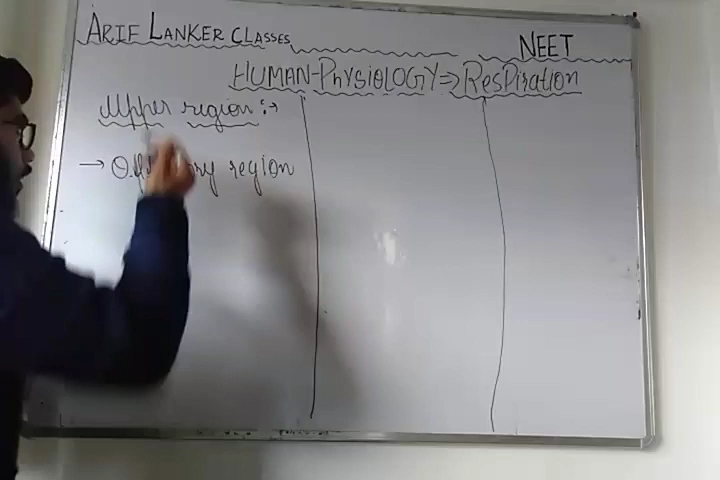 ARIF LANKER CLASSES
NEET
HUMAN-PhysiOLOGY⇒ResPiration
Upper region:→
→ region